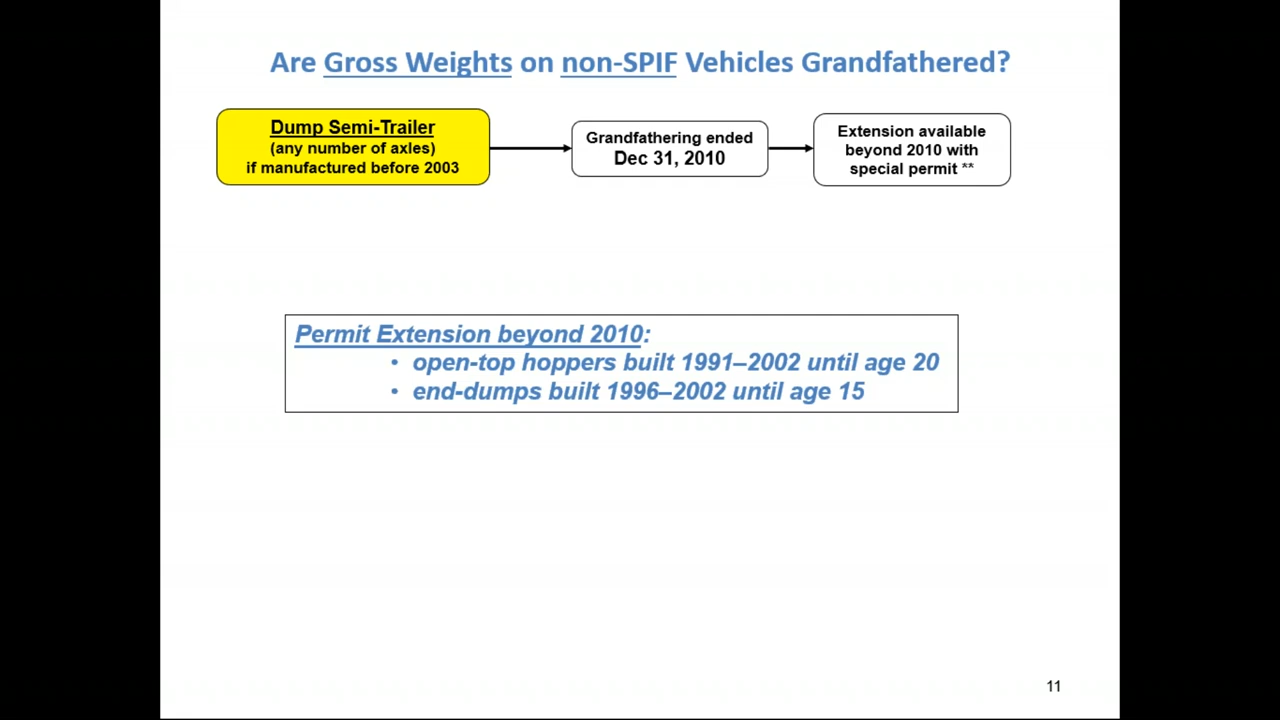 Are Gross Weights on non-SPIF Vehicles Grandfathered?
Dump Semi-Trailer
(any number of axles)
if manufactured before 2003
Grandfathering ended
Dec 31, 2010
Extension available
beyond 2010 with
special permit **
Permit Extension beyond 2010:
• open-top hoppers built 1991–2002 until age 20
• end-dumps built 1996–2002 until age 15
11